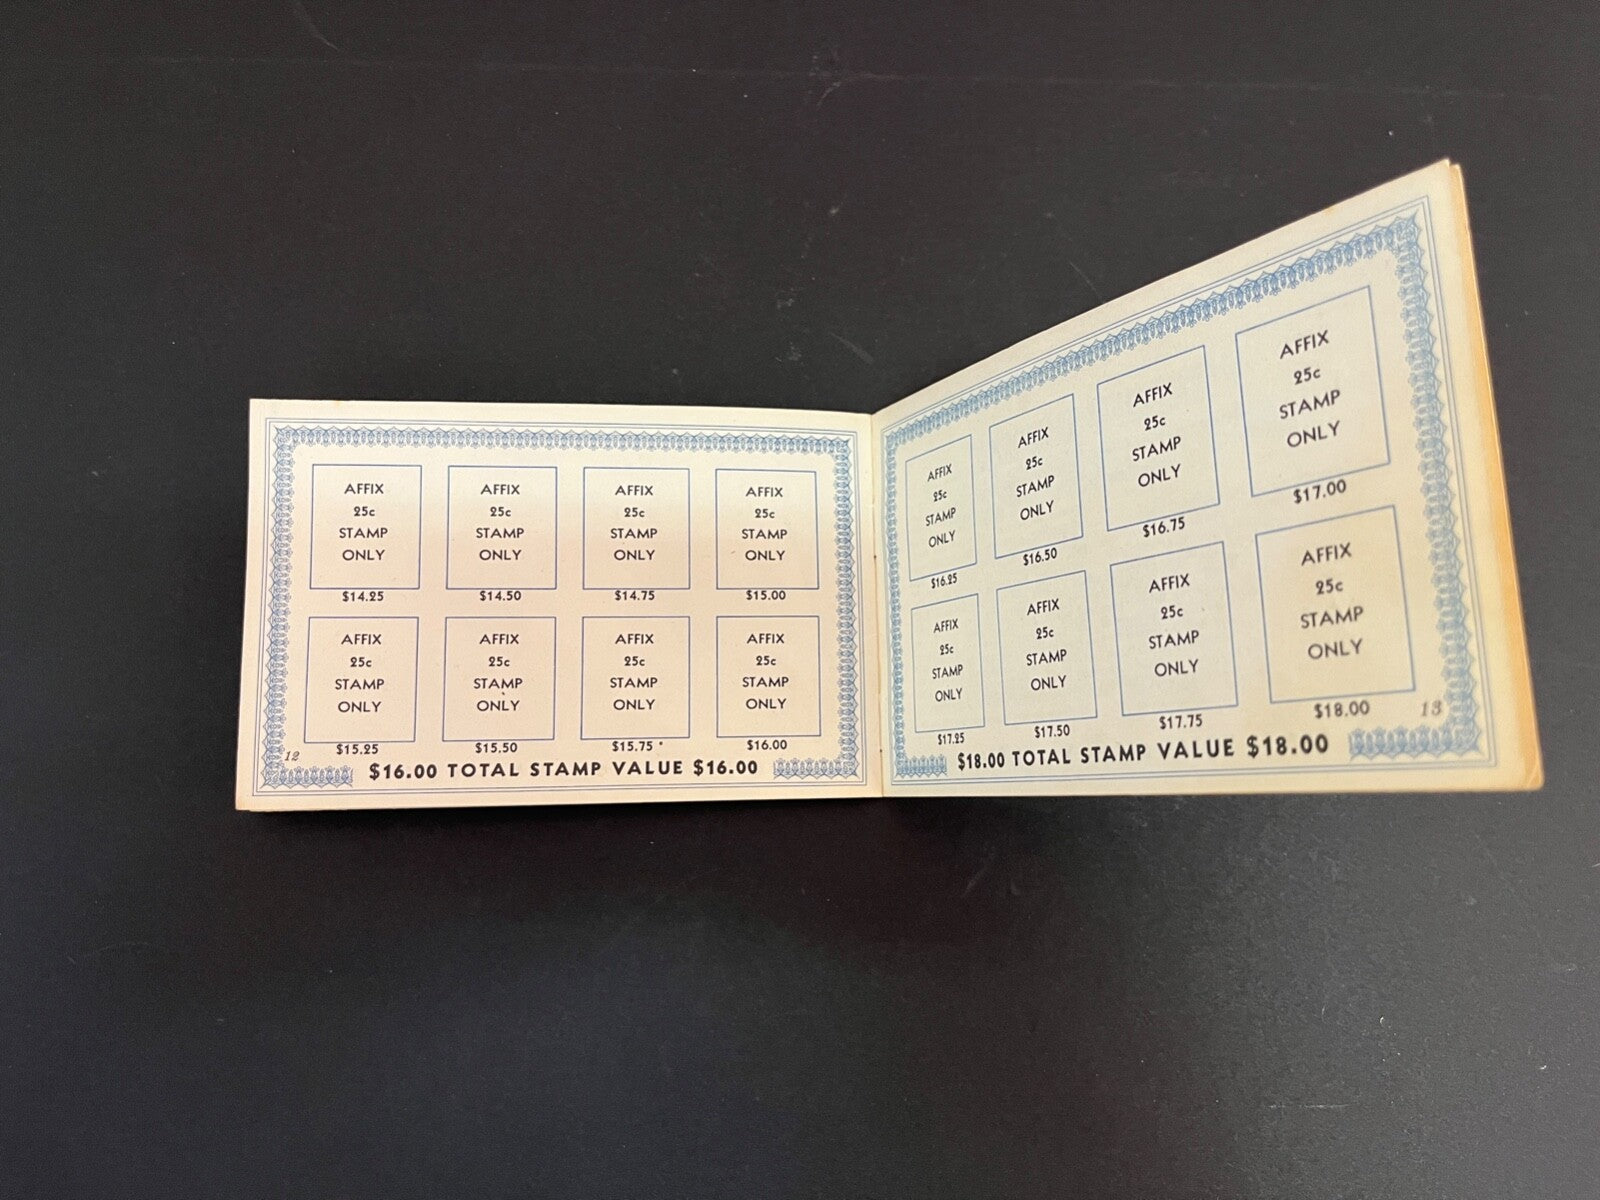 AFFIX
25c
STAMP
ONLY
$14.25
AFFIX
25c
STAMP
ONLY
$14.50
AFFIX
25c
STAMP
ONLY
$14.75
AFFIX
25c
STAMP
ONLY
$15.00
AFFIX
25c
STAMP
ONLY
$15.25
AFFIX
25c
STAMP
ONLY
$15.50
AFFIX
25c
STAMP
ONLY
$15.75
AFFIX
25c
STAMP
ONLY
$16.00
12
$16.00 TOTAL STAMP VALUE $16.00
AFFIX
25c
STAMP
ONLY
$16.25
AFFIX
25c
STAMP
ONLY
$16.50
AFFIX
25c
STAMP
ONLY
$16.75
AFFIX
25c
STAMP
ONLY
$17.00
AFFIX
25c
STAMP
ONLY
$17.25
AFFIX
25c
STAMP
ONLY
$17.50
AFFIX
25c
STAMP
ONLY
$17.75
AFFIX
25c
STAMP
ONLY
$18.00
13
$18.00 TOTAL STAMP VALUE $18.00